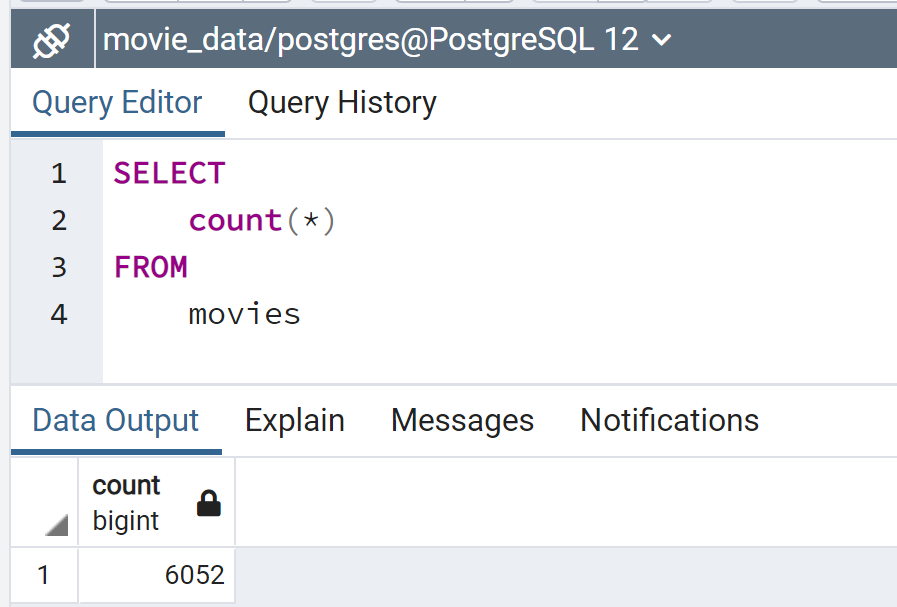 movie_data/postgres@PostgreSQL 12
Query Editor Query History
1 SELECT
2 count(*)
3 FROM
4 movies
Data Output Explain Messages Notifications
count
bigint
1 6052